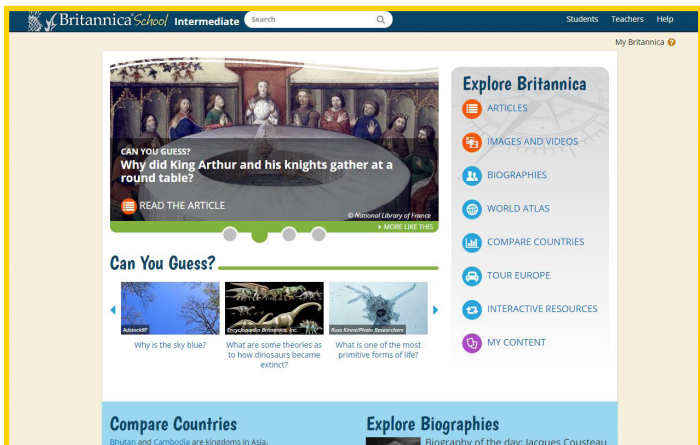 Britannica School Intermediate
Search
Students Teachers Help
My Britannica ?
CAN YOU GUESS?
Why did King Arthur and his knights gather at a
round table?
READ THE ARTICLE
© National Library of France
+ MORE LIKE THIS
Explore Britannica
ARTICLES
IMAGES AND VIDEOS
BIOGRAPHIES
WORLD ATLAS
COMPARE COUNTRIES
TOUR EUROPE
INTERACTIVE RESOURCES
MY CONTENT
Can You Guess?
AdstockRF
Why is the sky blue?
Encyclopædia Britannica, Inc.
What are some theories as
to how dinosaurs became
extinct?
Russ Kinne/Photo Researchers
What is one of the most
primitive forms of life?
Compare Countries
Bhutan and Cambodia are kingdoms in Asia.
Explore Biographies
Biography of the day: Jacques Cousteau